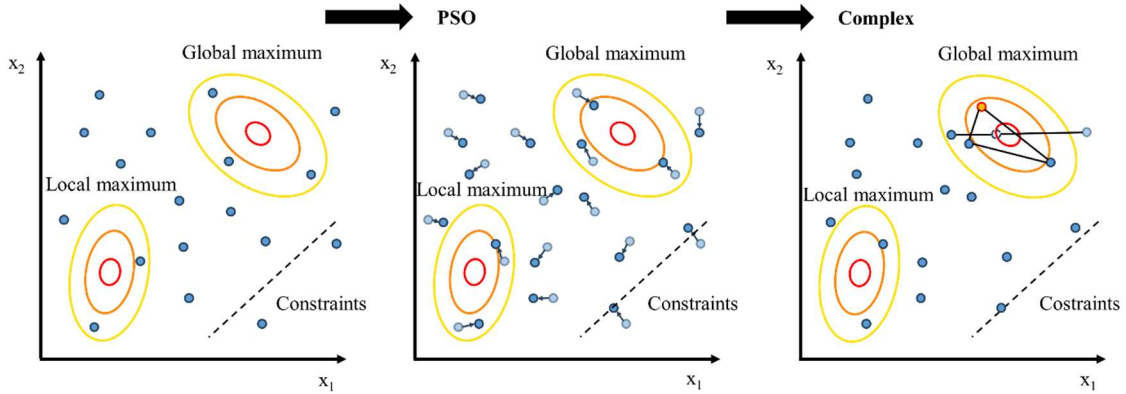 PSO
Complex
Global maximum
x2
Local maximum
Constraints
x1
Global maximum
x2
Local maximum
Constraints
x1
Global maximum
x2
Local maximum
Costraints
x1